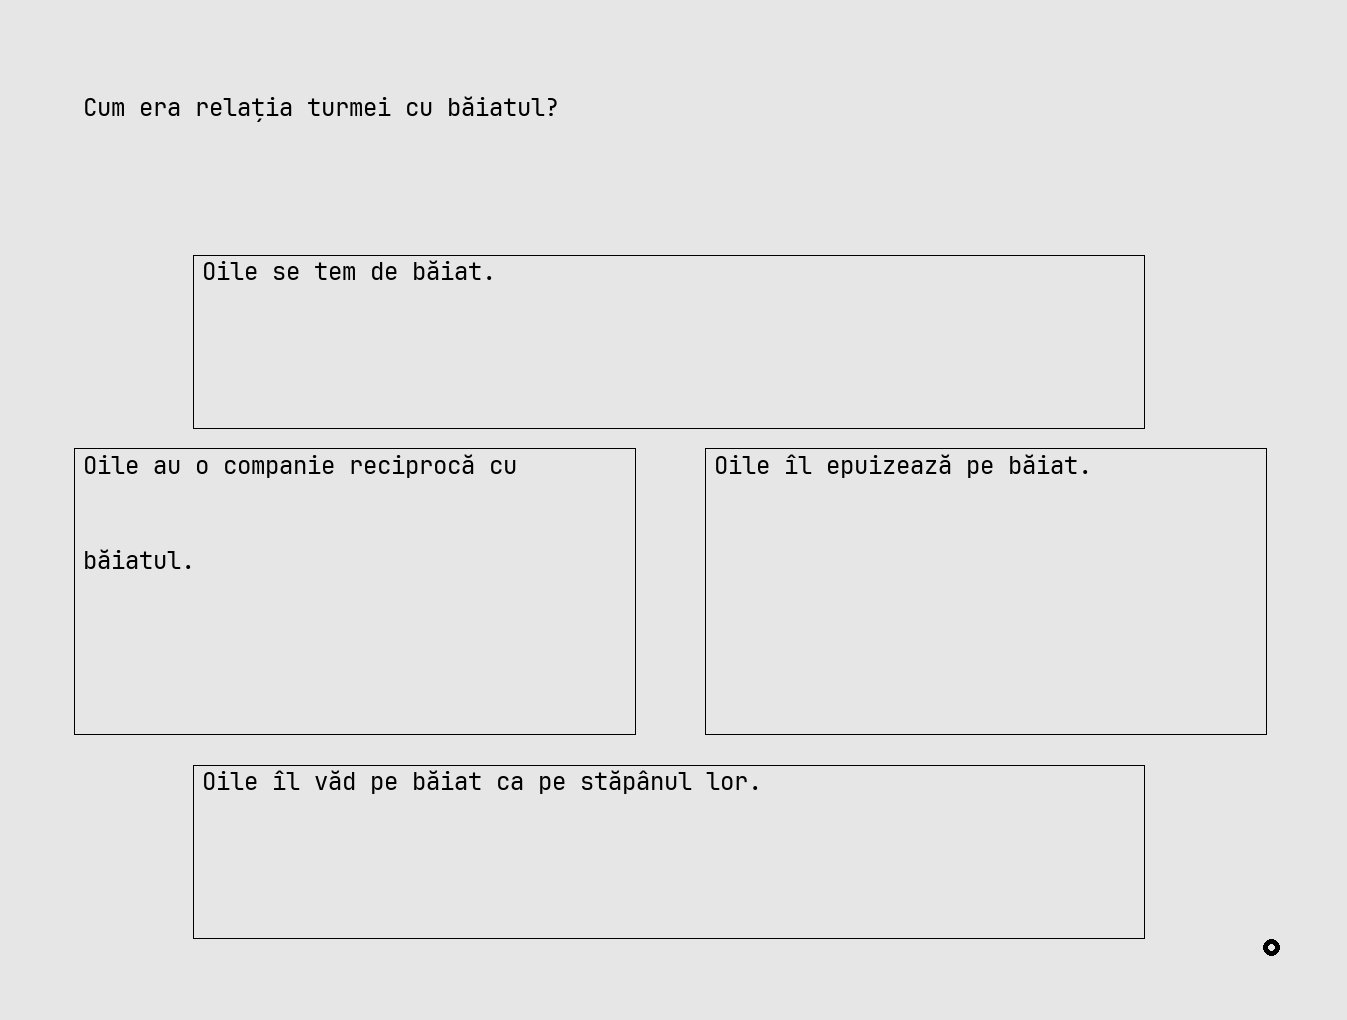 Cum era relația turmei cu băiatul?
Oile se tem de băiat.
Oile au o companie reciprocă cu
băiatul.
Oile îl epuizează pe băiat.
Oile îl văd pe băiat ca pe stăpânul lor.